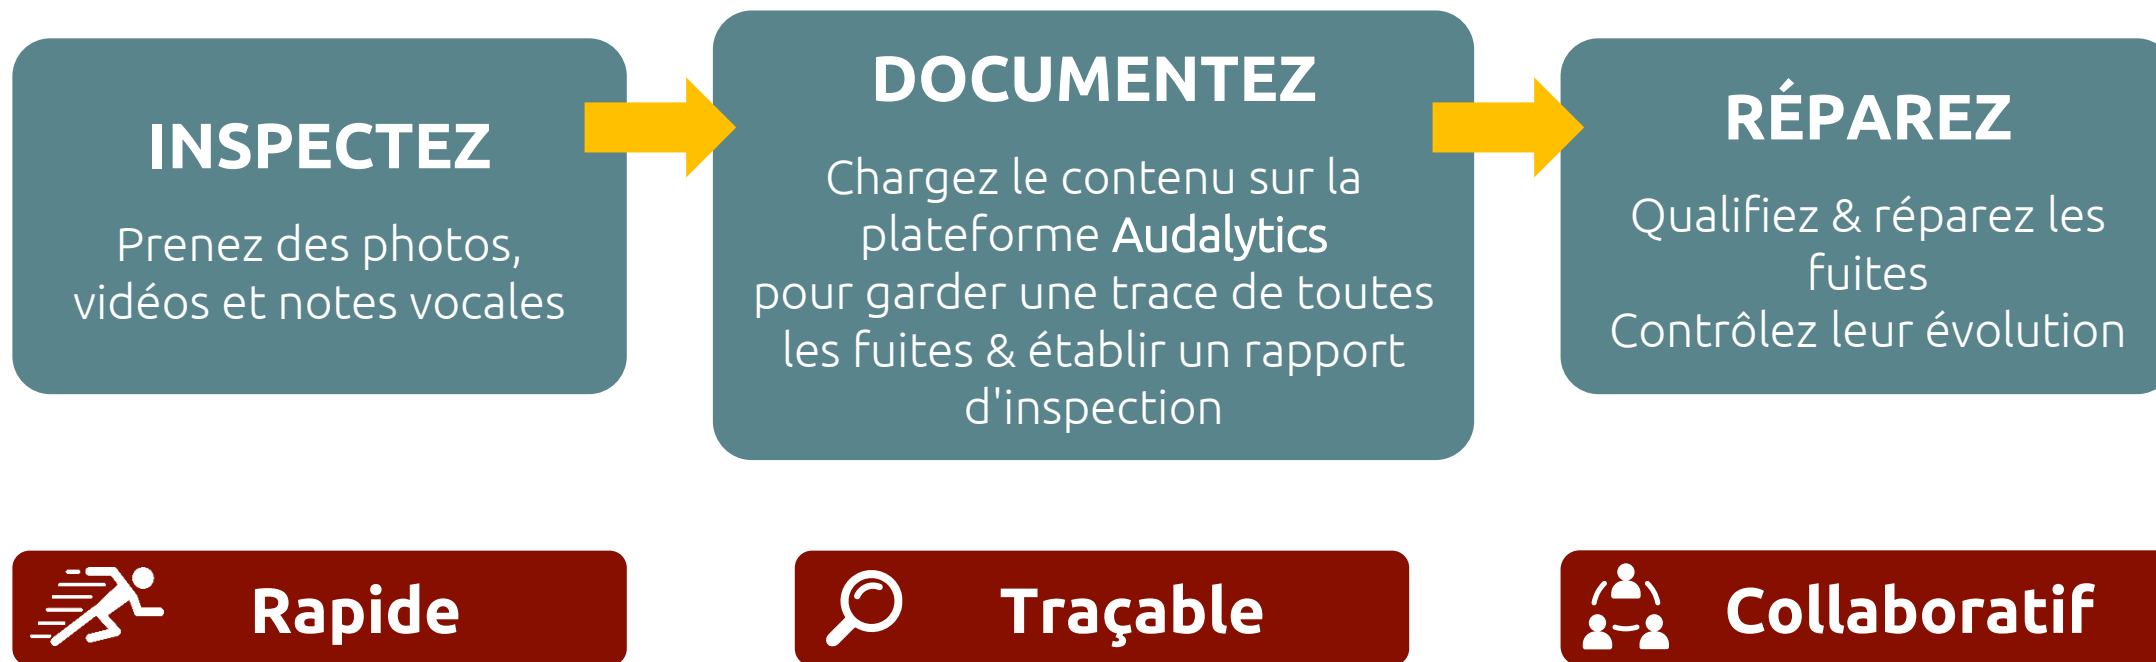 INSPECTEZ
Prenez des photos,
vidéos et notes vocales
DOCUMENTEZ
Chargez le contenu sur la
plateforme Audalytics
pour garder une trace de toutes
les fuites & établir un rapport
d'inspection
RÉPAREZ
Qualifiez & réparez les
fuites
Contrôlez leur évolution
Rapide
Traçable
Collaboratif